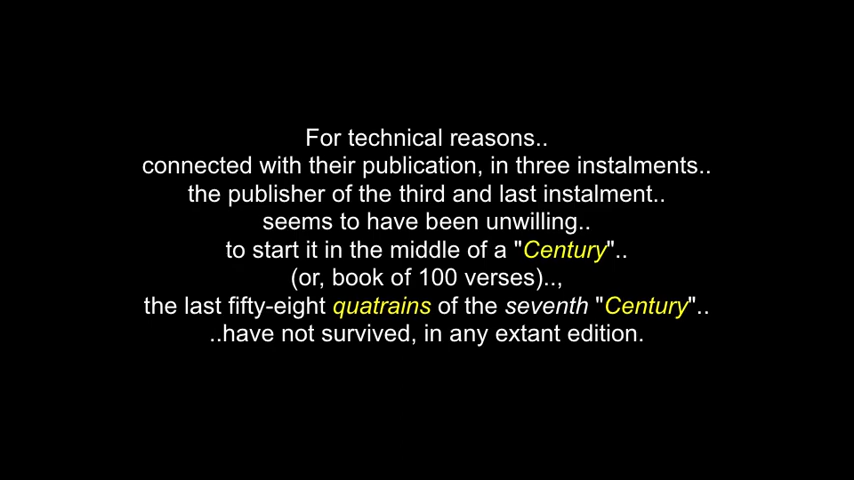 For technical reasons..
connected with their publication, in three instalments..
the publisher of the third and last instalment..
seems to have been unwilling..
to start it in the middle of a "Century"..
(or, book of 100 verses)..,
the last fifty-eight quatrains of the seventh "Century"..
..have not survived, in any extant edition.